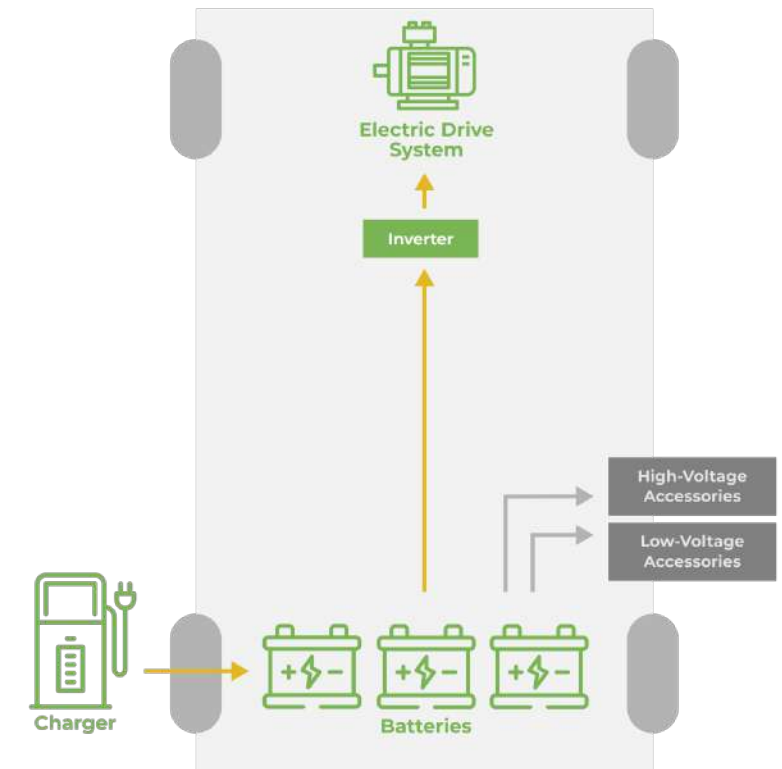 Electric Drive
System
Inverter
High-Voltage
Accessories
Low-Voltage
Accessories
Charger
Batteries